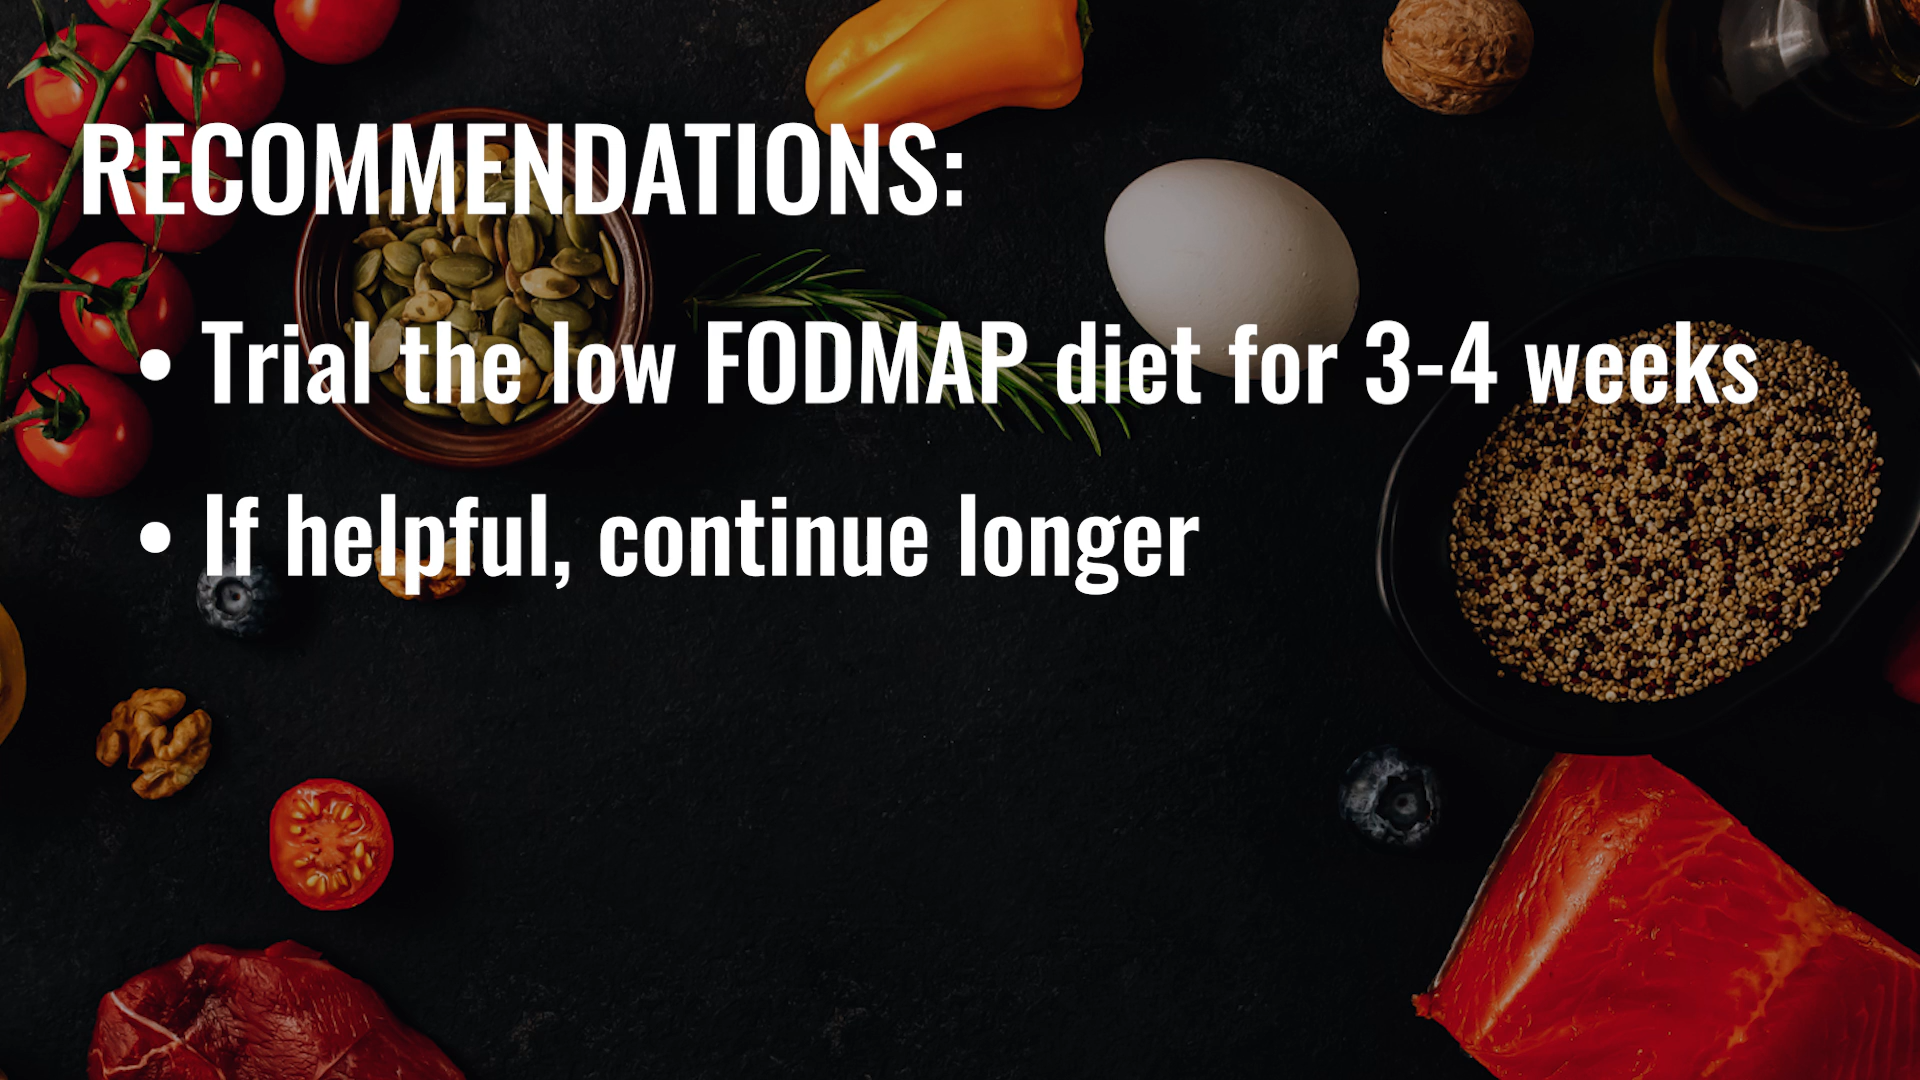 RECOMMENDATIONS:
• Trial the low FODMAP diet for 3-4 weeks
• If helpful, continue longer